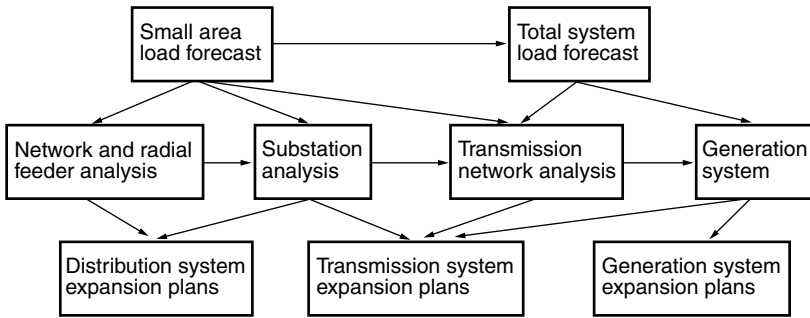 Small area
load forecast
Total system
load forecast
Network and radial
feeder analysis
Substation
analysis
Transmission
network analysis
Generation
system
Distribution system
expansion plans
Transmission system
expansion plans
Generation system
expansion plans